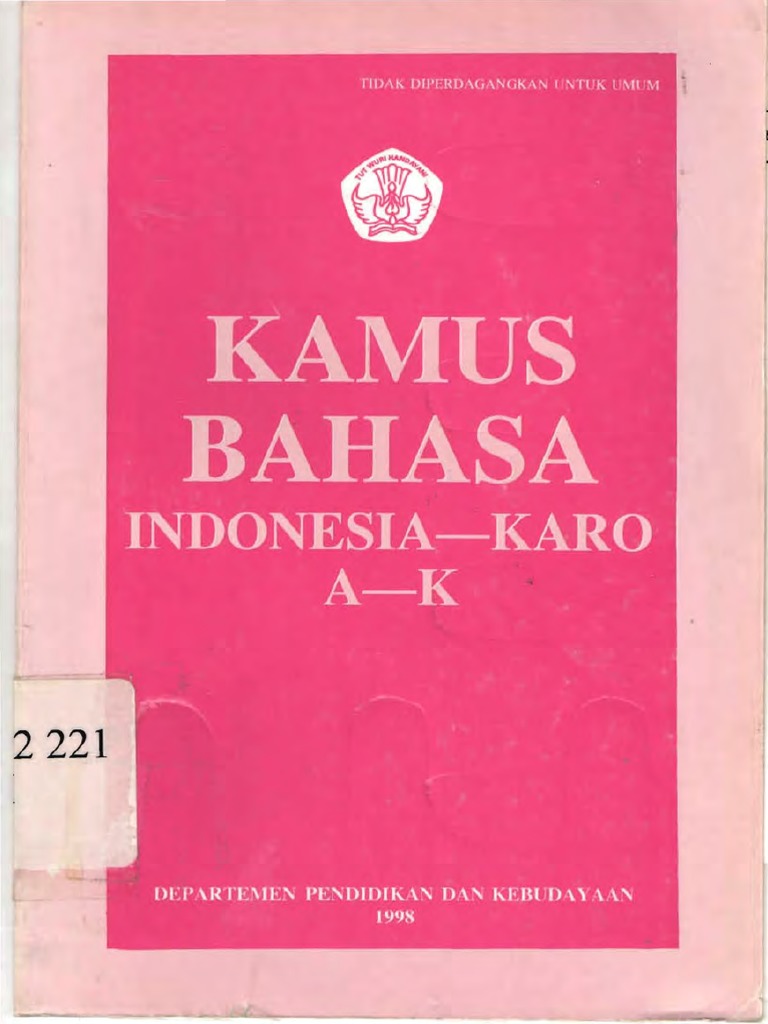 TIDAK DIPERDAGANGKAN UNTUK UMUM
TUT WURI HANDAYANI
KAMUS
BAHASA
INDONESIA—KARO
A—K
2 221
DEPARTEMEN PENDIDIKAN DAN KEBUDAYAAN
1998